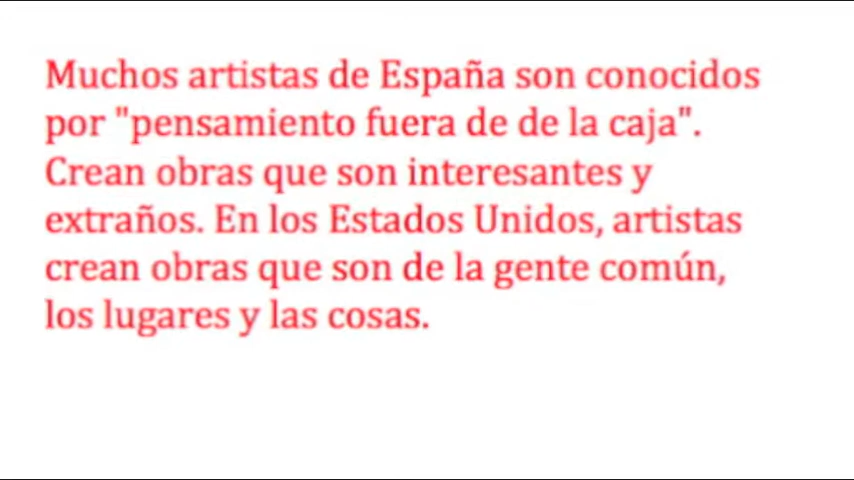 Muchos artistas de España son conocidos
por "pensamiento fuera de de la caja".
Crean obras que son interesantes y
extraños. En los Estados Unidos, artistas
crean obras que son de la gente común,
los lugares y las cosas.